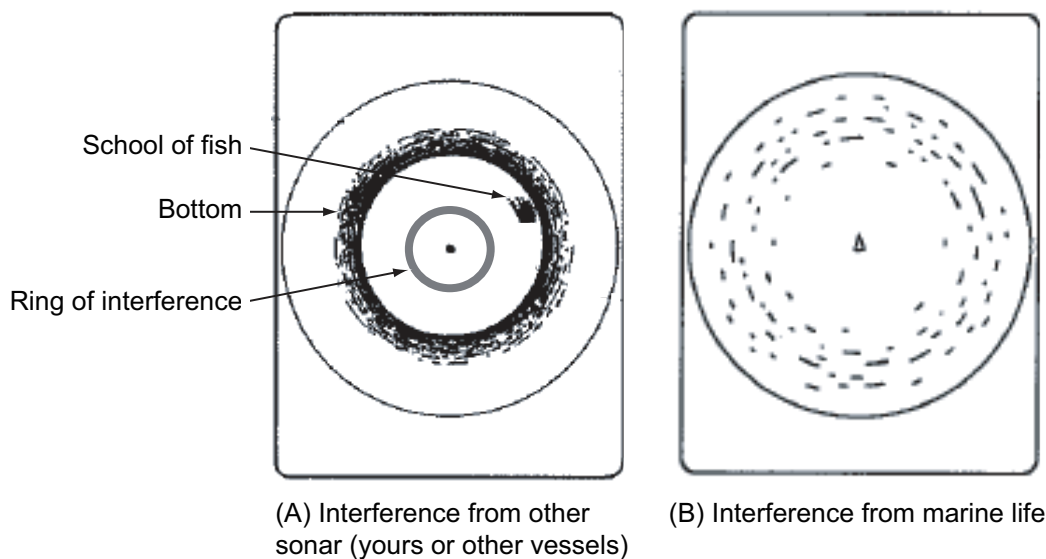 School of fish
Bottom
Ring of interference
(A) Interference from other
sonar (yours or other vessels)
(B) Interference from marine life